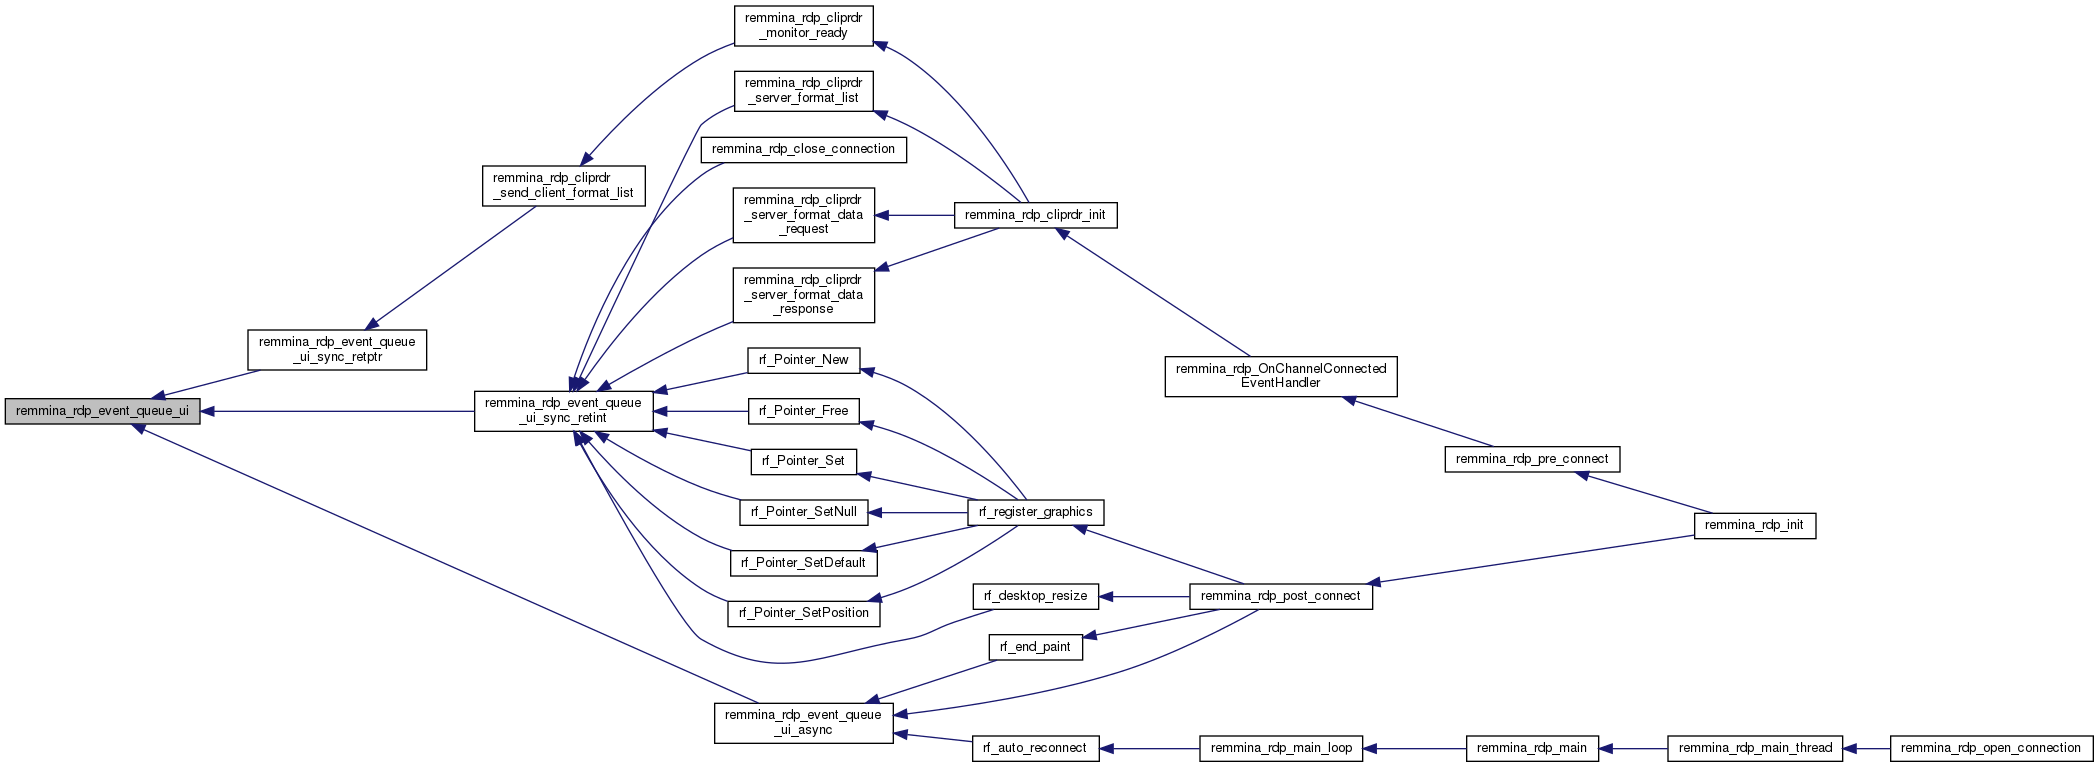 remmina_rdp_cliprdr
_monitor_ready
remmina_rdp_cliprdr
_server_format_list
remmina_rdp_close_connection
remmina_rdp_cliprdr
_send_client_format_list
remmina_rdp_cliprdr
_server_format_data
_request
remmina_rdp_cliprdr_init
remmina_rdp_cliprdr
_server_format_data
_response
remmina_rdp_event_queue
_ui_sync_retptr
rf_Pointer_New
remmina_rdp_OnChannelConnected
EventHandler
remmina_rdp_event_queue_ui
remmina_rdp_event_queue
_ui_sync_retint
rf_Pointer_Free
rf_Pointer_Set
remmina_rdp_pre_connect
rf_Pointer_SetNull
rf_register_graphics
remmina_rdp_init
rf_Pointer_SetDefault
rf_desktop_resize
remmina_rdp_post_connect
rf_Pointer_SetPosition
rf_end_paint
remmina_rdp_event_queue
_ui_async
rf_auto_reconnect
remmina_rdp_main_loop
remmina_rdp_main
remmina_rdp_main_thread
remmina_rdp_open_connection